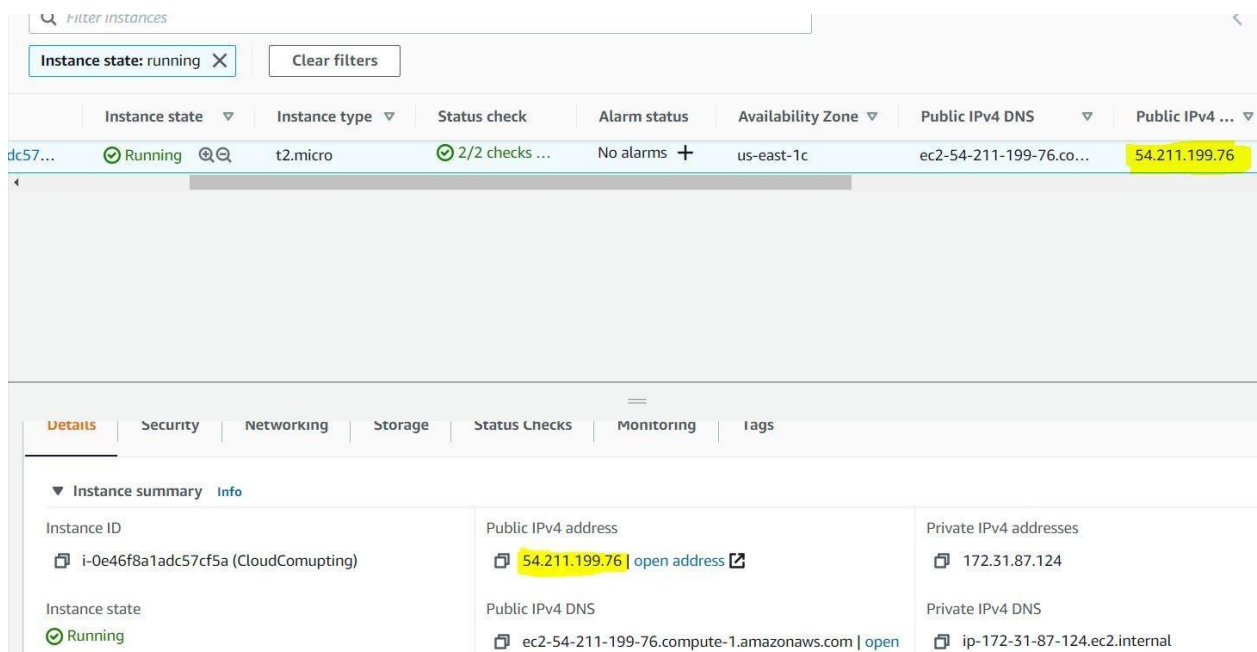 Filter instances
Instance state: running
Clear filters
Instance state Instance type Status check Alarm status Availability Zone Public IPv4 DNS Public IPv4 ...
dc57... Running t2.micro 2/2 checks ... No alarms + us-east-1c ec2-54-211-199-76.co... 54.211.199.76
Details Security Networking Storage Status Checks Monitoring Tags
Instance summary Info
Instance ID Public IPv4 address Private IPv4 addresses
i-0e46f8a1adc57cf5a (CloudComupting) 54.211.199.76 | open address 172.31.87.124
Instance state Public IPv4 DNS Private IPv4 DNS
Running ec2-54-211-199-76.compute-1.amazonaws.com | open ip-172-31-87-124.ec2.internal